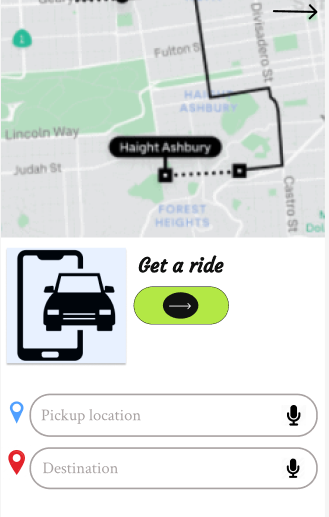 Geary
Divisadero St
1
Fulton St
HAIGHT
ASHBURY
Lincoln Way
Haight Ashbury
Judah St
Castro St
FOREST
HEIGHTS
Get a ride
Pickup location
Destination